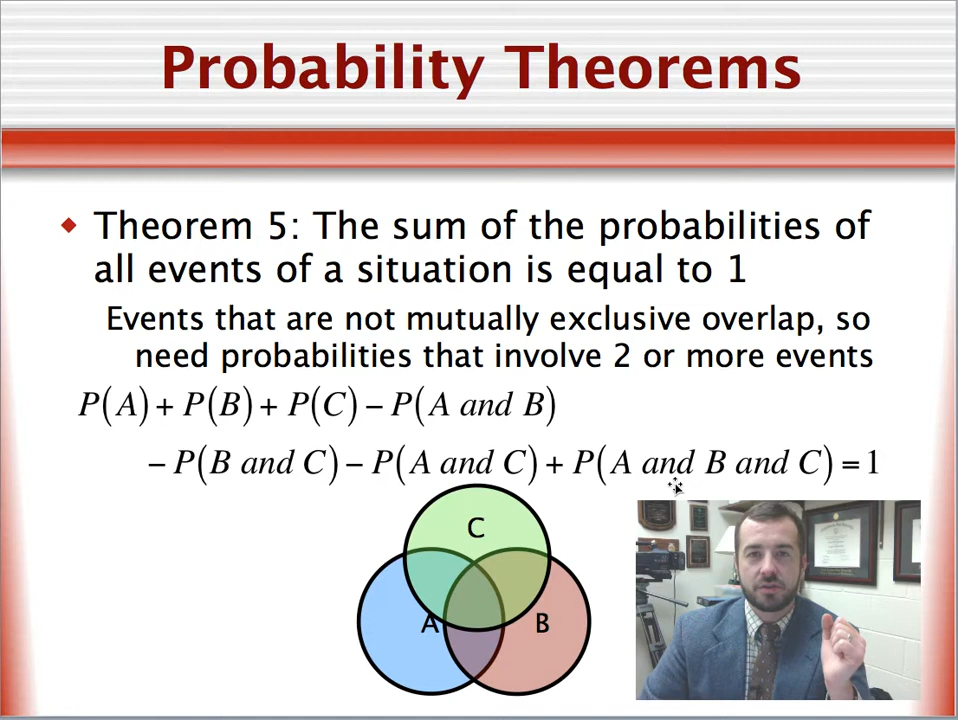 Probability Theorems
Theorem 5: The sum of the probabilities of
all events of a situation is equal to 1
Events that are not mutually exclusive overlap, so
need probabilities that involve 2 or more events
P(A) + P(B) + P(C) − P(A and B)
− P(B and C) − P(A and C) + P(A and B and C) = 1
C
A
B